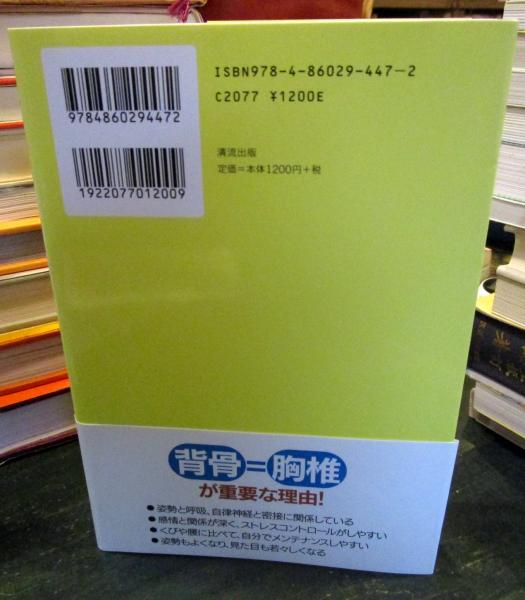 ISBN978-4-86029-447-2
C2077 ¥1200E
9784860294472
1922077012009
清流出版
定価=本体1200円+税
背骨=胸椎
が重要な理由!
●姿勢と呼吸、自律神経と密接に関係している
●感情と関係が深く、ストレスコントロールがしやすい
●くびや腰に比べて、自分でメンテナンスしやすい
●姿勢もよくなり、見た目も若々しくなる